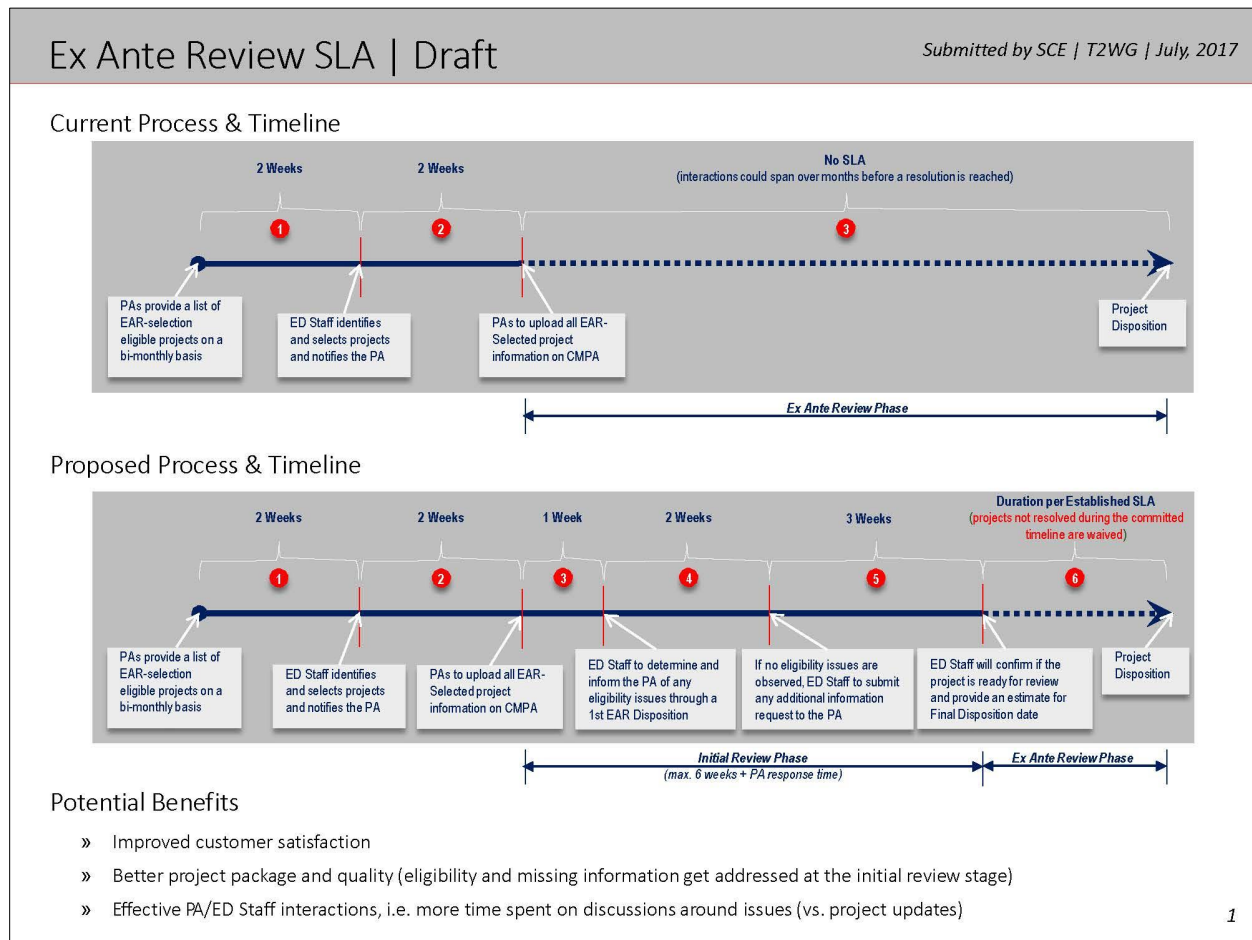 Ex Ante Review SLA | Draft
Submitted by SCE | T2WG | July, 2017
Current Process & Timeline
2 Weeks
2 Weeks
No SLA
(interactions could span over months before a resolution is reached)
1
2
3
PAs provide a list of
EAR-selection
eligible projects on a
bi-monthly basis
ED Staff identifies
and selects projects
and notifies the PA
PAs to upload all EAR-
Selected project
information on CMPA
Project
Disposition
Ex Ante Review Phase
Proposed Process & Timeline
2 Weeks
2 Weeks
1 Week
2 Weeks
3 Weeks
Duration per Established SLA
(projects not resolved during the committed
timeline are waived)
1
2
3
4
5
6
PAs provide a list of
EAR-selection
eligible projects on a
bi-monthly basis
ED Staff identifies
and selects projects
and notifies the PA
PAs to upload all EAR-
Selected project
information on CMPA
ED Staff to determine and
inform the PA of any
eligibility issues through a
1st EAR Disposition
If no eligibility issues are
observed, ED Staff to submit
any additional information
request to the PA
ED Staff will confirm if the
project is ready for review
and provide an estimate for
Final Disposition date
Project
Disposition
Initial Review Phase
(max. 6 weeks + PA response time)
Ex Ante Review Phase
Potential Benefits
» Improved customer satisfaction
» Better project package and quality (eligibility and missing information get addressed at the initial review stage)
» Effective PA/ED Staff interactions, i.e. more time spent on discussions around issues (vs. project updates)
1